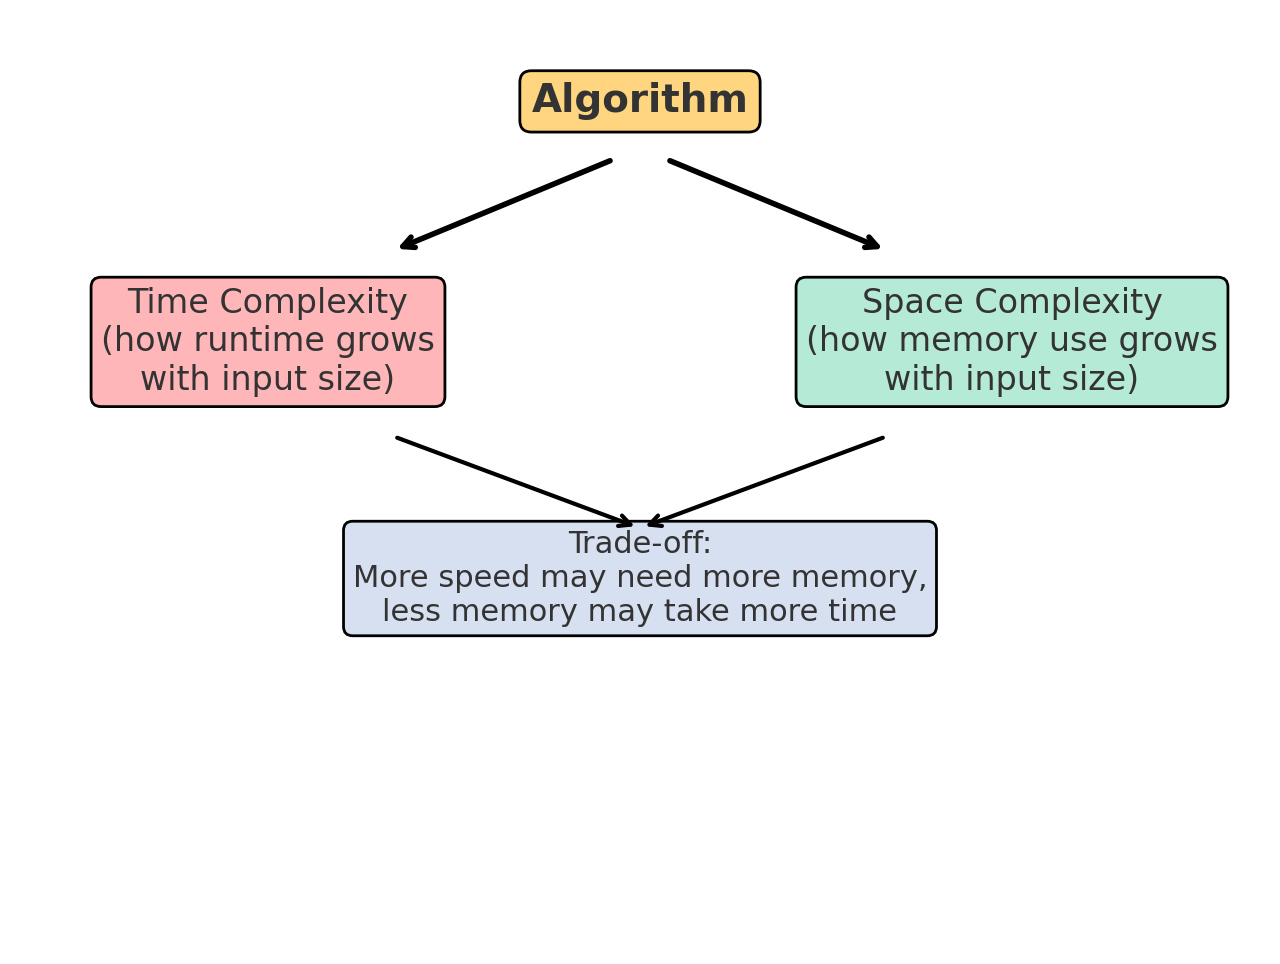 Algorithm
Time Complexity
(how runtime grows
with input size)
Space Complexity
(how memory use grows
with input size)
Trade-off:
More speed may need more memory,
less memory may take more time